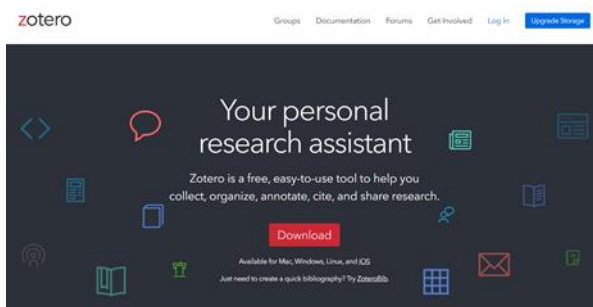 zotero
Groups Documentation Forums Get Involved Log In Upgrade Storage
Your personal
research assistant
Zotero is a free, easy-to-use tool to help you
collect, organize, annotate, cite, and share research.
Download
Available for Mac, Windows, Linux, and iOS
Just need to create a quick bibliography? Try ZoteroBib.